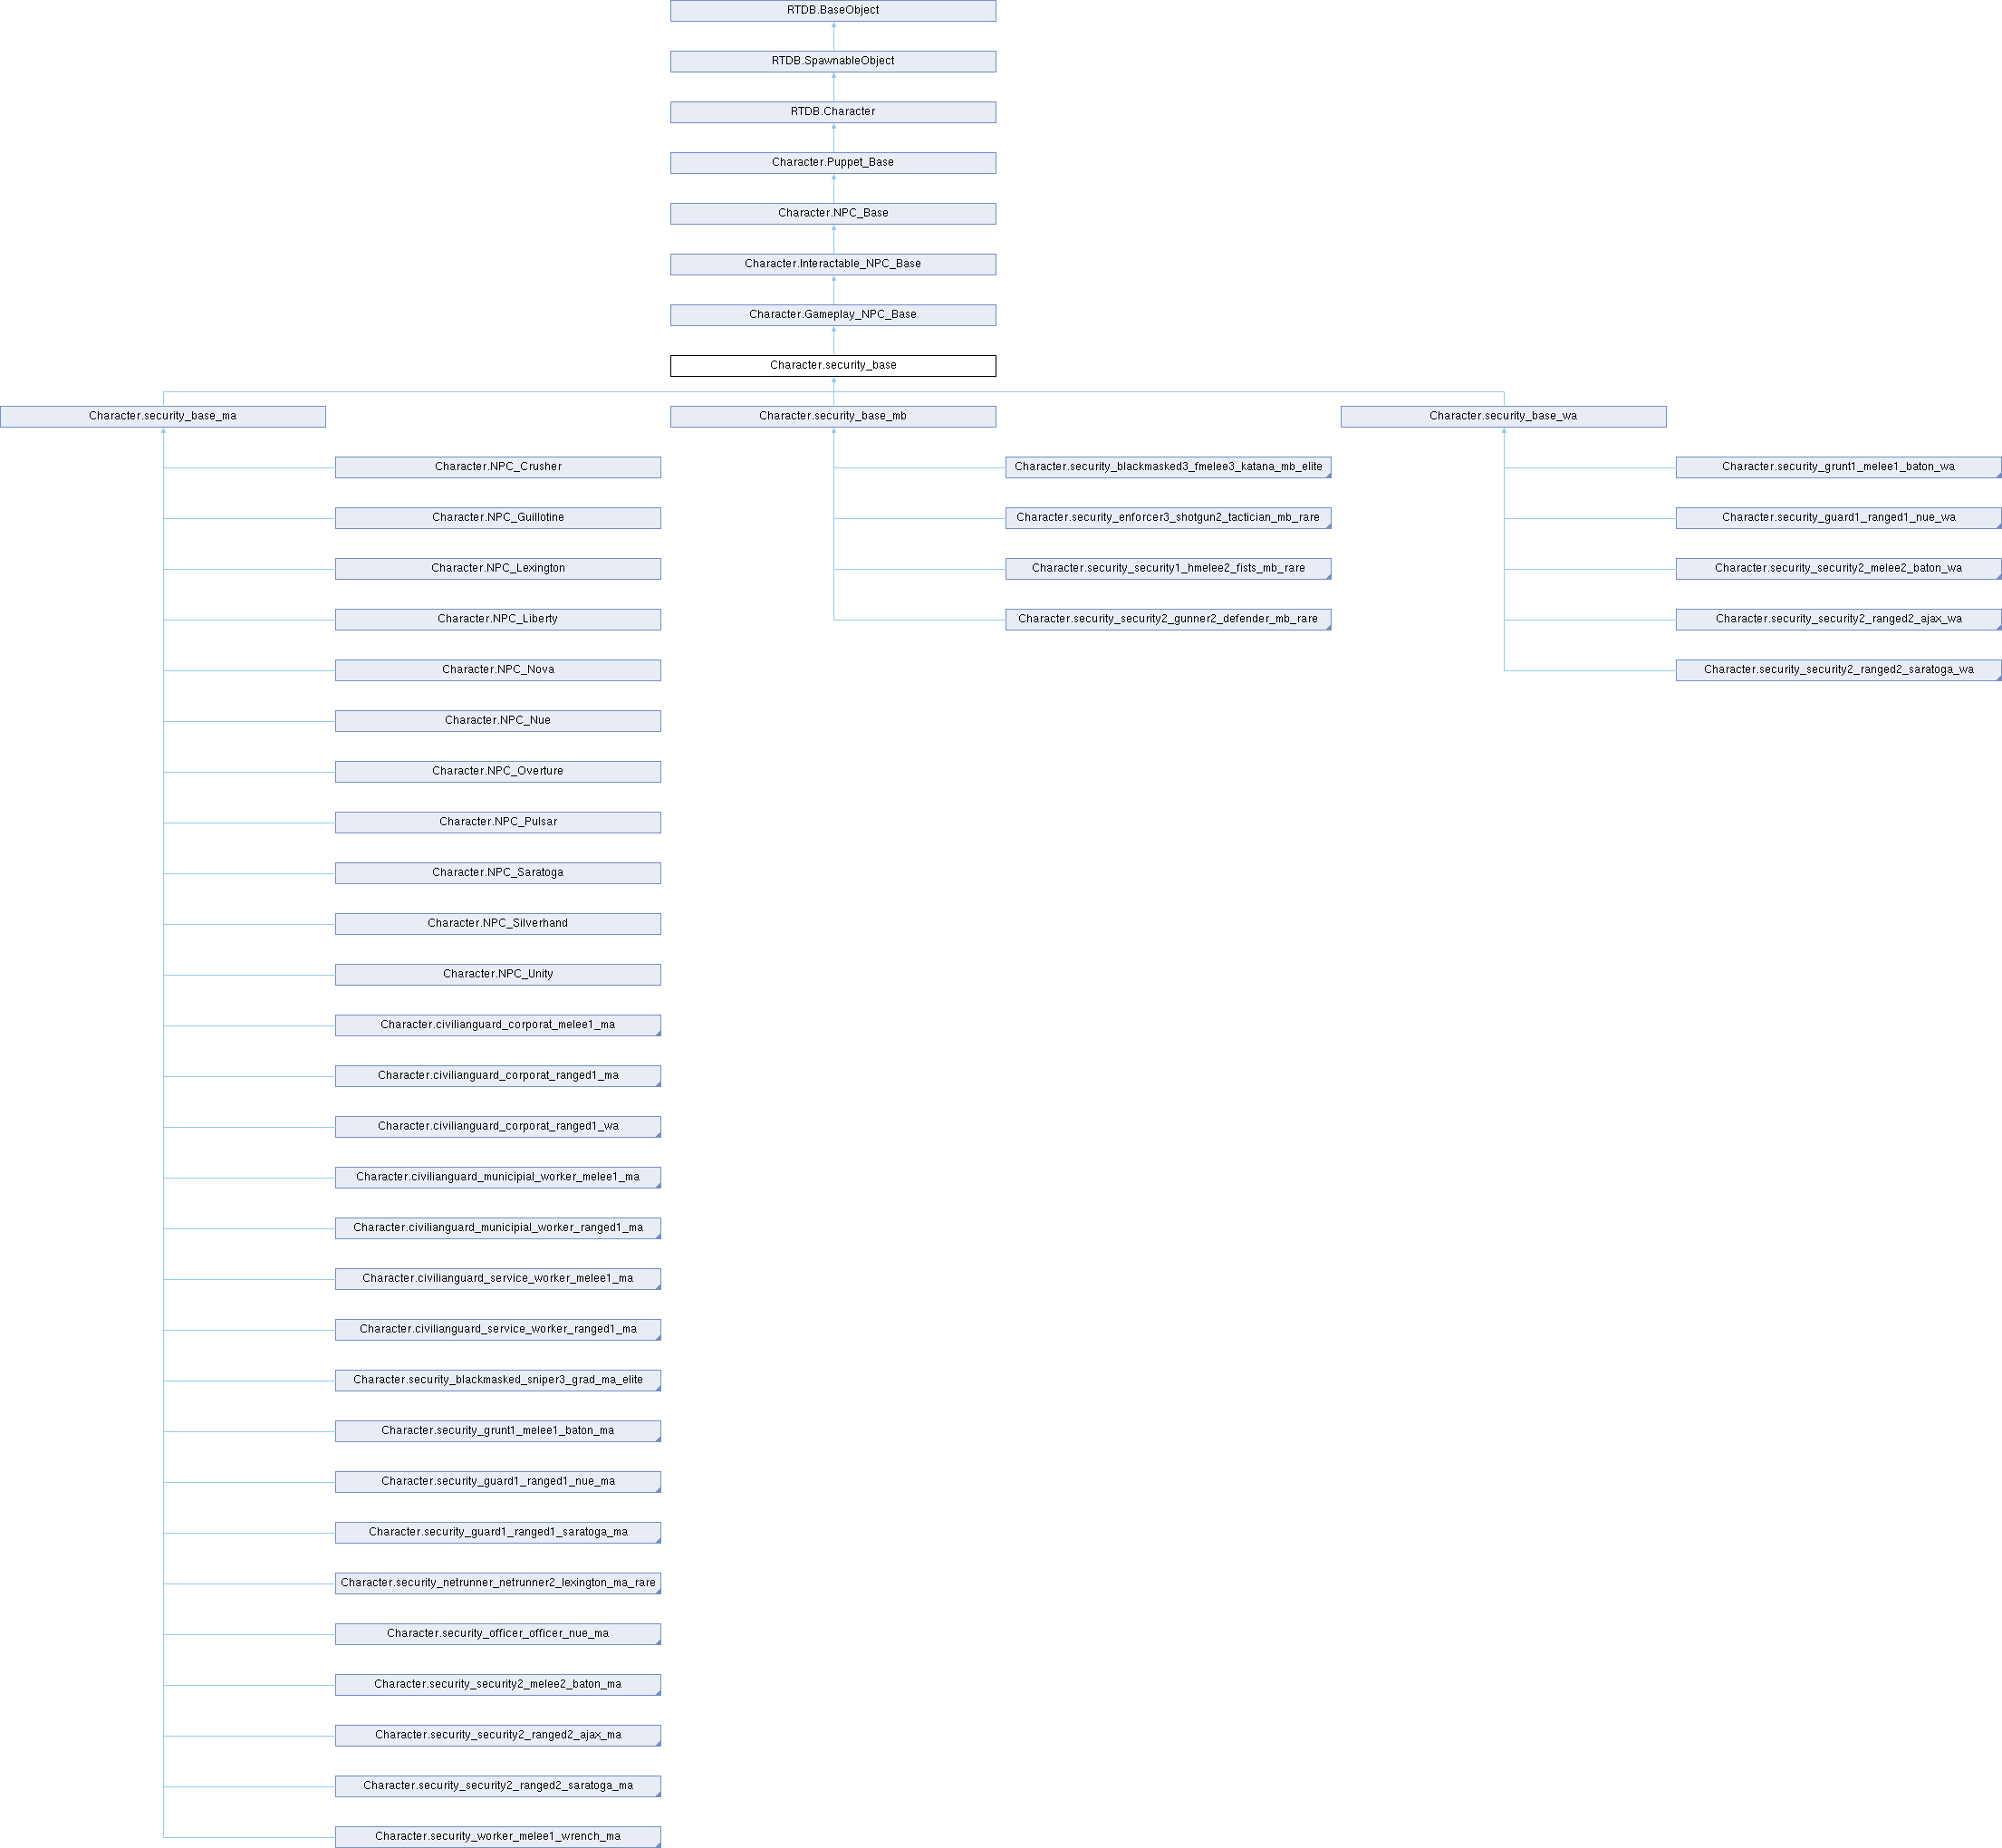 RTDB.BaseObject
RTDB.SpawnableObject
RTDB.Character
Character.Puppet_Base
Character.NPC_Base
Character.Interactable_NPC_Base
Character.Gameplay_NPC_Base
Character.security_base
Character.security_base_ma
Character.security_base_mb
Character.security_base_wa
Character.NPC_Crusher
Character.security_blackmasked3_fmelee3_katana_mb_elite
Character.security_grunt1_melee1_baton_wa
Character.NPC_Guillotine
Character.security_enforcer3_shotgun2_tactician_mb_rare
Character.security_guard1_ranged1_nue_wa
Character.NPC_Lexington
Character.security_security1_hmelee2_fists_mb_rare
Character.security_security2_melee2_baton_wa
Character.NPC_Liberty
Character.security_security2_gunner2_defender_mb_rare
Character.security_security2_ranged2_ajax_wa
Character.NPC_Nova
Character.security_security2_ranged2_saratoga_wa
Character.NPC_Nue
Character.NPC_Overture
Character.NPC_Pulsar
Character.NPC_Saratoga
Character.NPC_Silverhand
Character.NPC_Unity
Character.civilianguard_corporat_melee1_ma
Character.civilianguard_corporat_ranged1_ma
Character.civilianguard_corporat_ranged1_wa
Character.civilianguard_municipial_worker_melee1_ma
Character.civilianguard_municipial_worker_ranged1_ma
Character.civilianguard_service_worker_melee1_ma
Character.civilianguard_service_worker_ranged1_ma
Character.security_blackmasked_sniper3_grad_ma_elite
Character.security_grunt1_melee1_baton_ma
Character.security_guard1_ranged1_nue_ma
Character.security_guard1_ranged1_saratoga_ma
Character.security_netrunner_netrunner2_lexington_ma_rare
Character.security_officer_officer_nue_ma
Character.security_security2_melee2_baton_ma
Character.security_security2_ranged2_ajax_ma
Character.security_security2_ranged2_saratoga_ma
Character.security_worker_melee1_wrench_ma